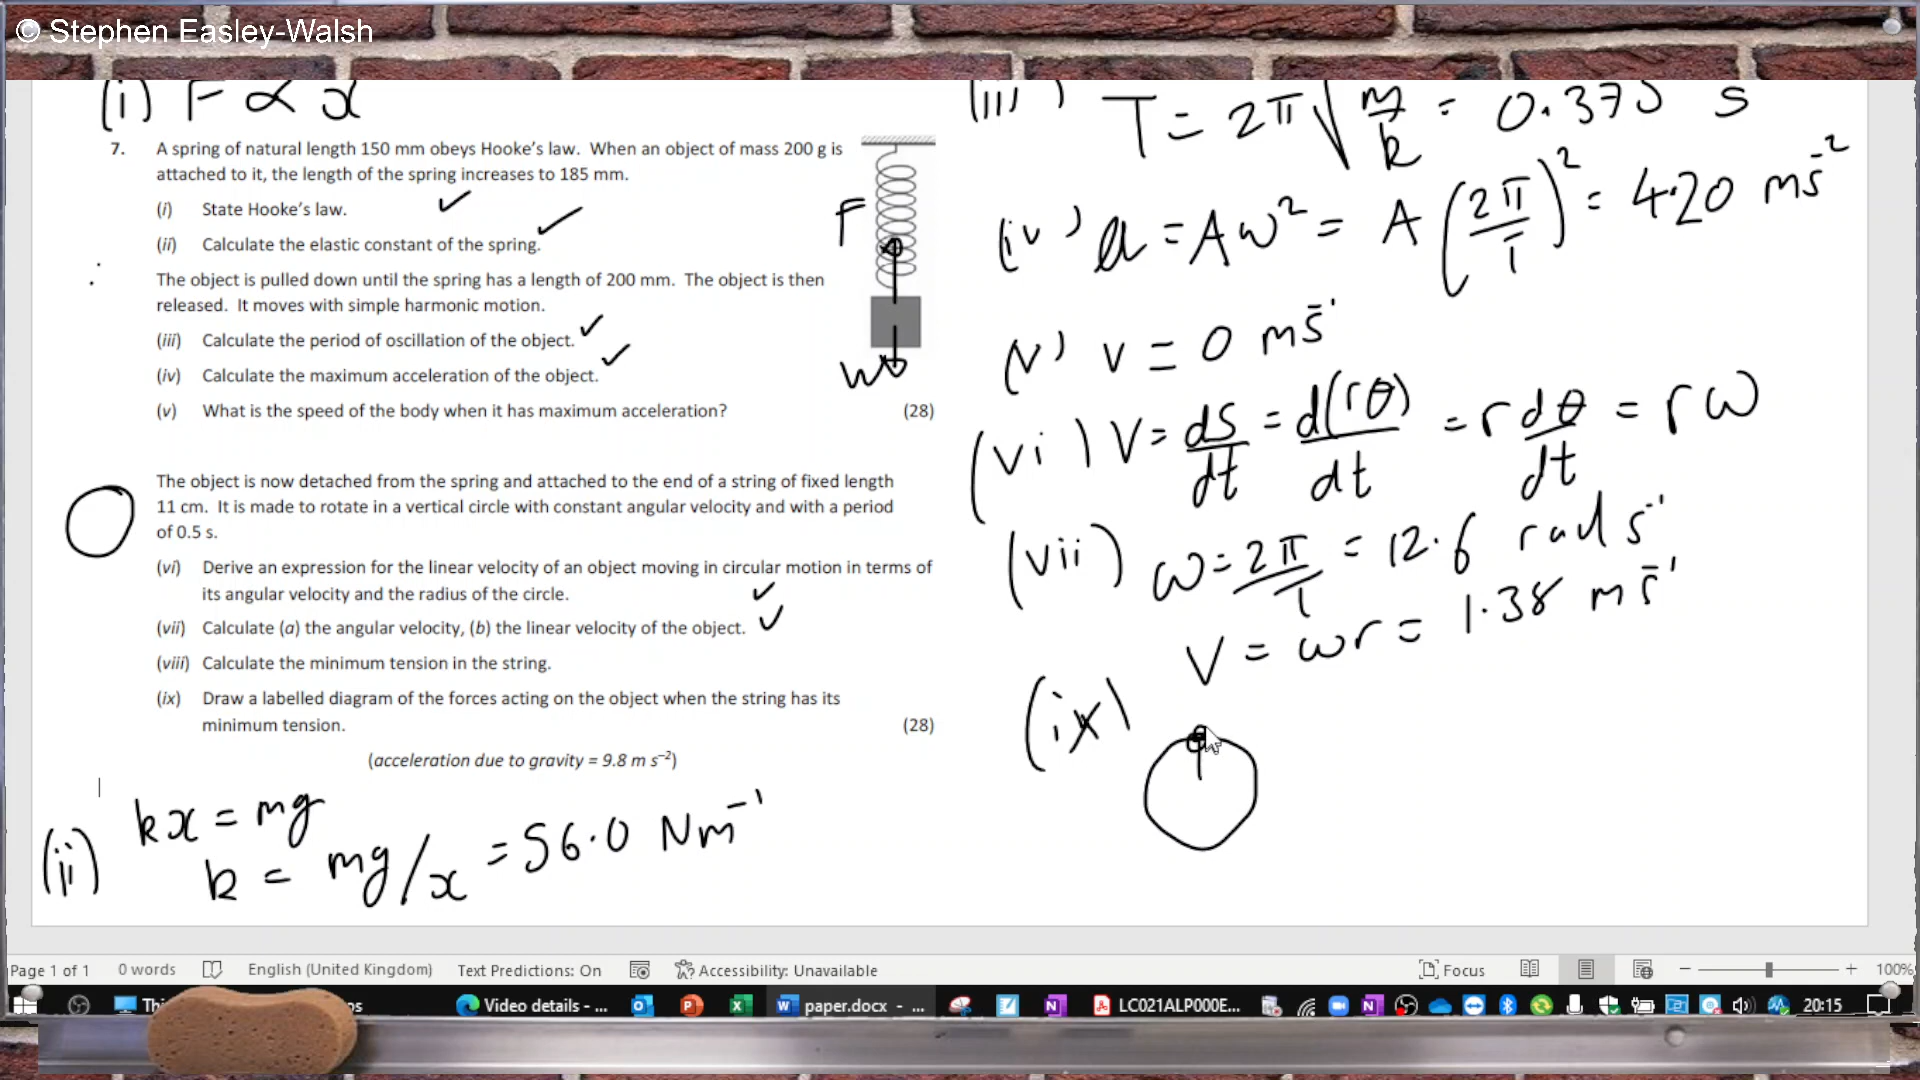 © Stephen Easley-Walsh
(i) F ∝ x
7. A spring of natural length 150 mm obeys Hooke's law. When an object of mass 200 g is
attached to it, the length of the spring increases to 185 mm.
(i) State Hooke's law.
(ii) Calculate the elastic constant of the spring.
The object is pulled down until the spring has a length of 200 mm. The object is then
released. It moves with simple harmonic motion.
(iii) Calculate the period of oscillation of the object.
(iv) Calculate the maximum acceleration of the object.
(v) What is the speed of the body when it has maximum acceleration? (28)
F
W
The object is now detached from the spring and attached to the end of a string of fixed length
11 cm. It is made to rotate in a vertical circle with constant angular velocity and with a period
of 0.5 s.
(vi) Derive an expression for the linear velocity of an object moving in circular motion in terms of
its angular velocity and the radius of the circle.
(vii) Calculate (a) the angular velocity, (b) the linear velocity of the object.
(viii) Calculate the minimum tension in the string.
(ix) Draw a labelled diagram of the forces acting on the object when the string has its
minimum tension. (28)
(acceleration due to gravity = 9.8 m s⁻²)
(ii) kx = mg
k = mg/x = 56.0 Nm⁻¹
(iii) T = 2π√(m/k) = 0.375 s
(iv) a = Aω² = A(2π/T)² = 4.20 ms⁻²
(v) v = 0 ms⁻¹
(vi) V = ds/dt = d(rθ)/dt = r dθ/dt = rω
(vii) ω = 2π/T = 12.6 rad s⁻¹
V = ωr = 1.38 ms⁻¹
(ix)
Page 1 of 1 0 words English (United Kingdom) Text Predictions: On Accessibility: Unavailable Focus 100%
Thi ps Video details - ... paper.docx - ... LC021ALP000E... 20:15